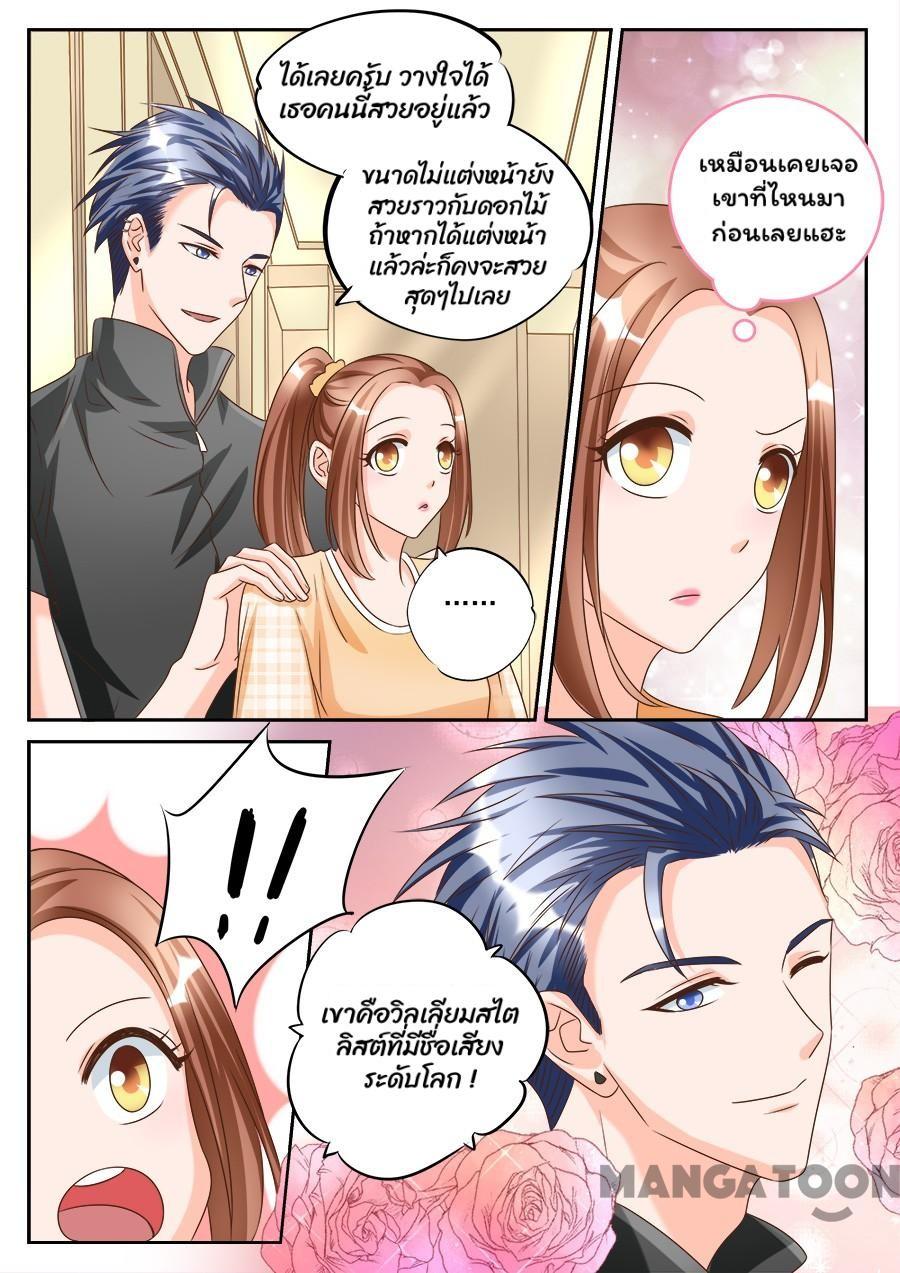 ได้เลยครับ วางใจได้
เธอคนนี้สวยอยู่แล้ว
ขนาดไม่แต่งหน้ายัง
สวยราวกับดอกไม้
ถ้าหากได้แต่งหน้า
แล้วล่ะก็คงจะสวย
สุดๆไปเลย
เหมือนเคยเจอ
เขาที่ไหนมา
ก่อนเลยแฮะ
......
!!
เขาคือวิลเลียมสไต
ลิสต์ที่มีชื่อเสียง
ระดับโลก !
MANGATOON